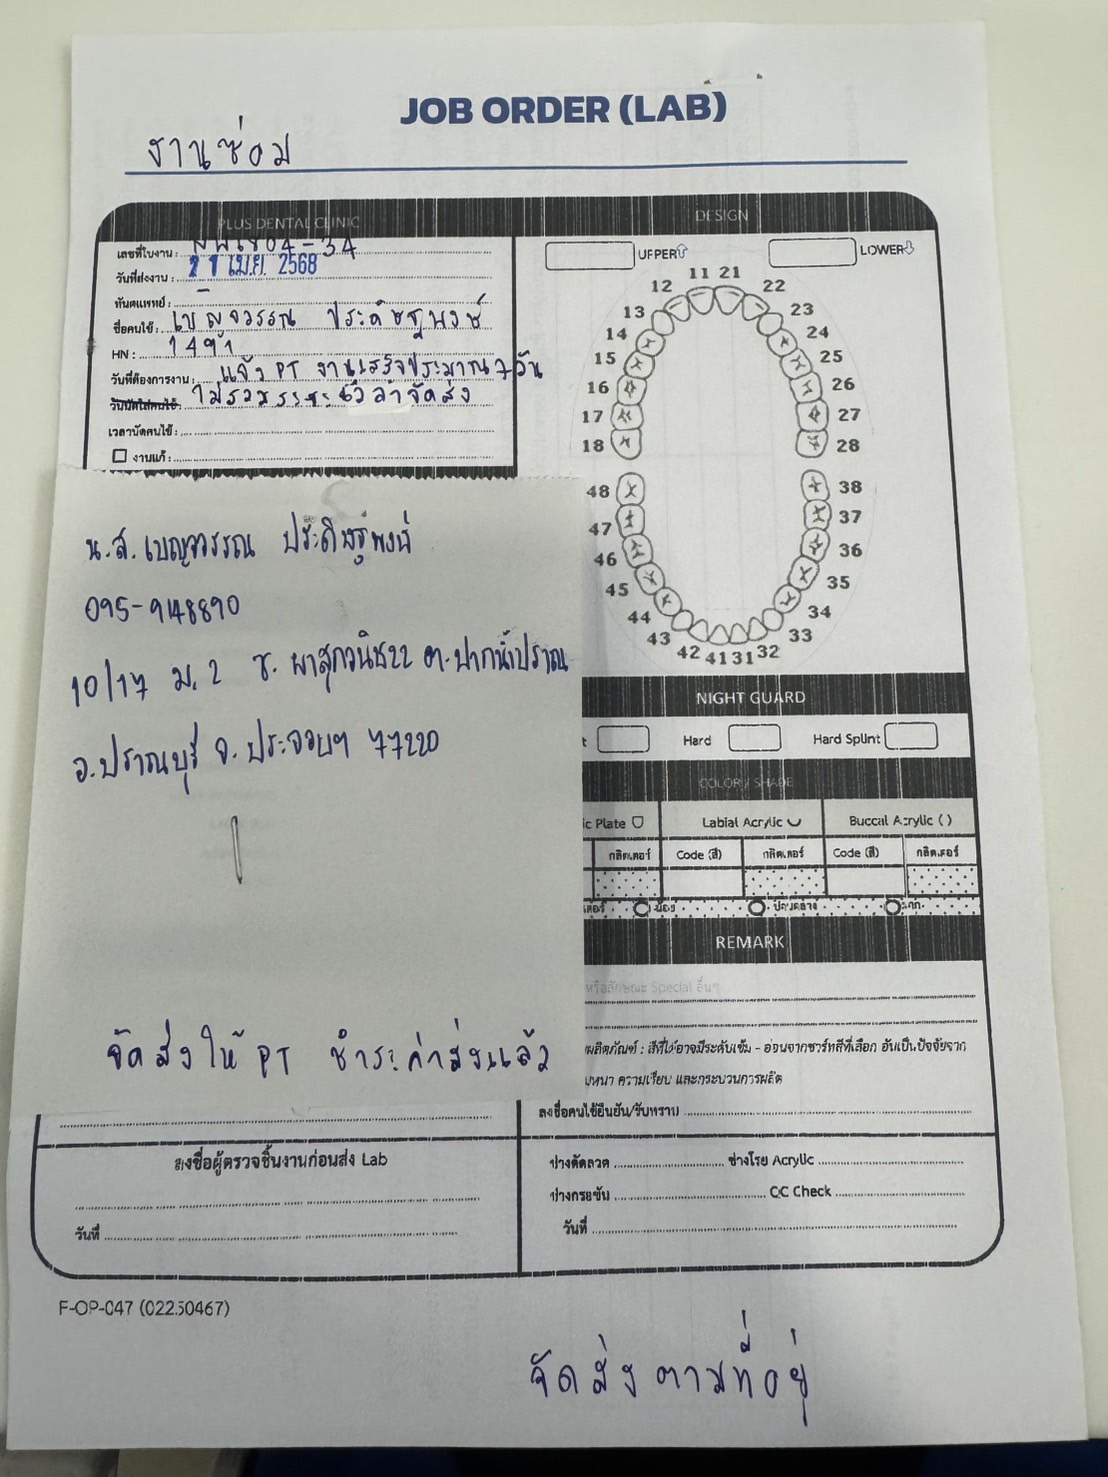 JOB ORDER (LAB)
งานซ่อม
PLUS DENTAL CLINIC
เลขที่ใบงาน : 6804-34
วันที่ส่งงาน : 21 เม.ย. 2568
ทันตแพทย์ :
ชื่อคนไข้ : เบ็ญจวรรณ ประดิษฐพงษ์
HN :
วันที่ต้องการงาน : แจ้ง PT งานเสร็จประมาณ 7 วัน
วันนัดใส่คนไข้ : ไม่รวมระยะเวลาจัดส่ง
เวลานัดคนไข้ :
งานแก้ :
DESIGN
UPPER LOWER
11 21
12 22
13 23
14 24
15 25
16 26
17 27
18 28
48 38
47 37
46 36
45 35
44 34
43 33
42 41 31 32
น.ส. เบญจวรรณ ประดิษฐ์พงษ์
095-9148890
10/17 ม. 2 ซ. ผาสุกวนิช22 ต.ปากน้ำปราณ
อ.ปราณบุรี จ.ประจวบฯ 77220
จัดส่งให้ PT ชำระค่าส่งแล้ว
NIGHT GUARD
t Hard Hard Splint
COLOR / SHADE
ic Plate Labial Acrylic Buccal Acrylic ( )
กลิตเตอร์ Code (สี) กลิตเตอร์ Code (สี) กลิตเตอร์
เตอร์ น้อย ปานกลาง มาก
REMARK
หรือลักษณะ Special อื่นๆ
ผลิตภัณฑ์ : สีที่ได้อาจมีระดับเข้ม - อ่อนจากชาร์ทสีที่เลือก อันเป็นปัจจัยจาก
มหนา ความเรียบ และกระบวนการผลิต
ลงชื่อคนไข้ยืนยัน/รับทราบ
ลงชื่อผู้ตรวจชิ้นงานก่อนส่ง Lab
วันที่
ช่างดัดลวด ช่างโรย Acrylic
ช่างกรอขัด QC Check
วันที่
F-OP-047 (02250467)
จัดส่งตามที่อยู่